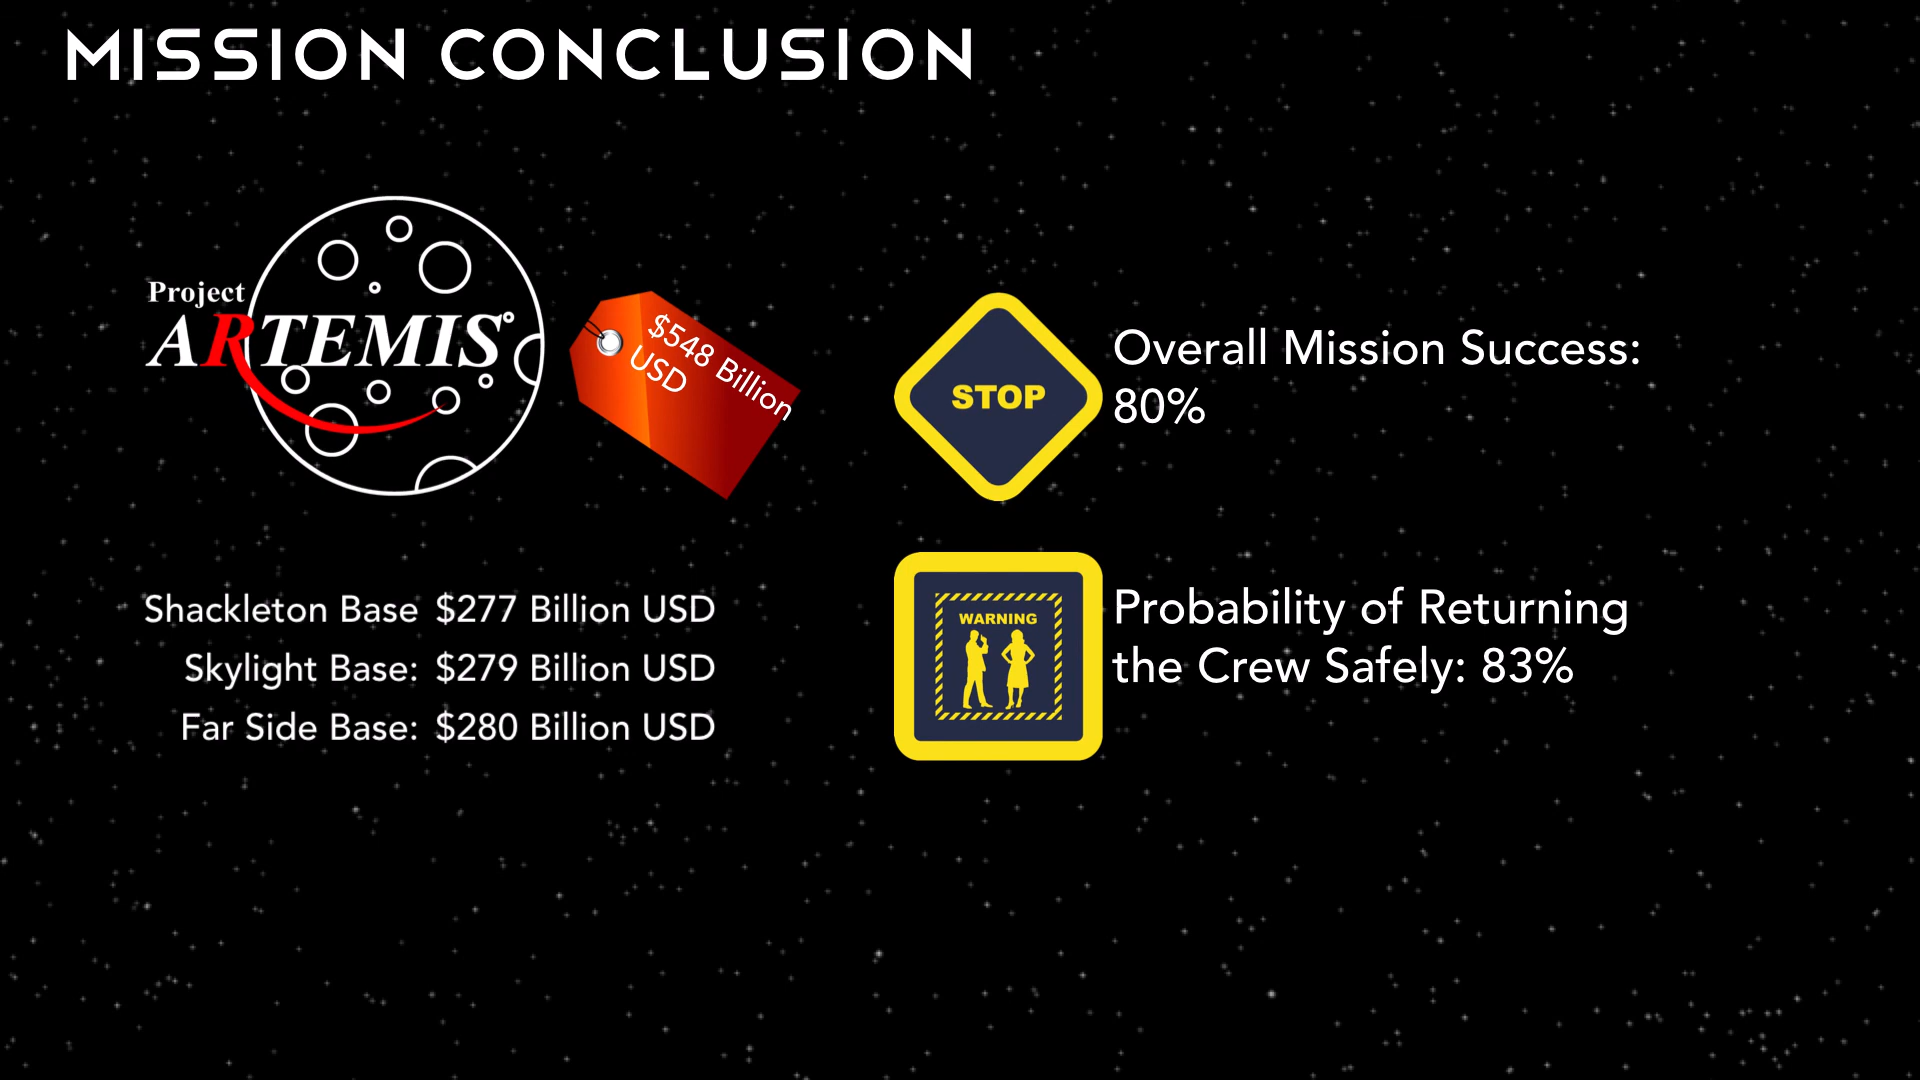 MISSION CONCLUSION
Project
ARTEMIS
$548 Billion
USD
STOP
Overall Mission Success:
80%
Shackleton Base $277 Billion USD
Skylight Base: $279 Billion USD
Far Side Base: $280 Billion USD
WARNING
Probability of Returning
the Crew Safely: 83%